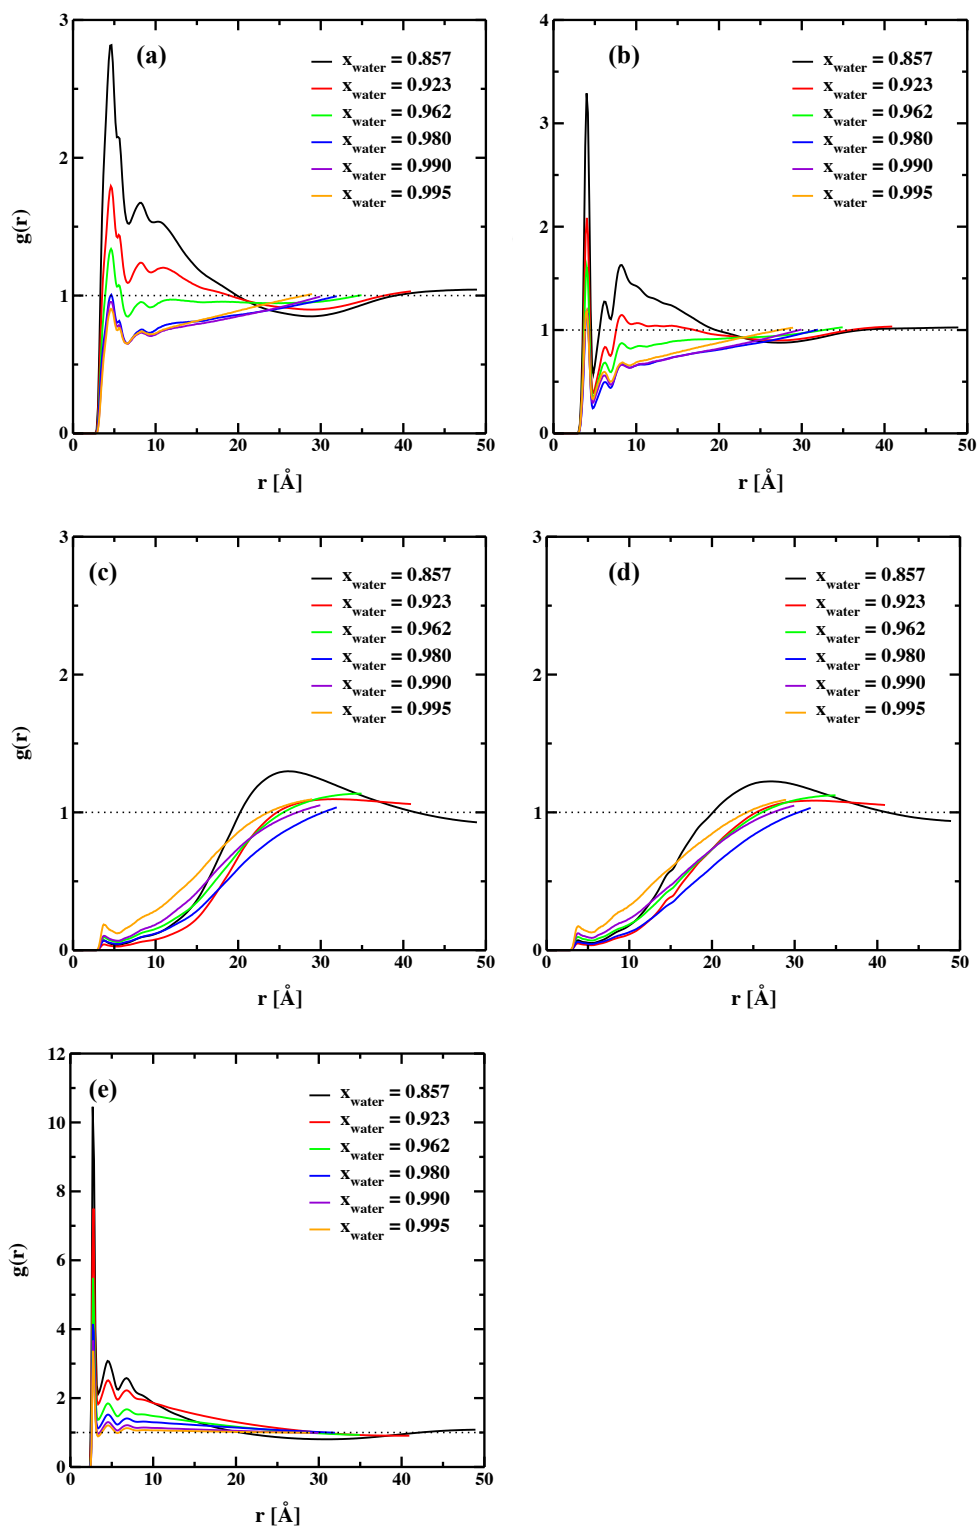 (a)
x_water = 0.857
x_water = 0.923
x_water = 0.962
x_water = 0.980
x_water = 0.990
x_water = 0.995
3
2
1
0
g(r)
0 10 20 30 40 50
r [Å]
(b)
x_water = 0.857
x_water = 0.923
x_water = 0.962
x_water = 0.980
x_water = 0.990
x_water = 0.995
4
3
2
1
0
0 10 20 30 40 50
r [Å]
(c)
x_water = 0.857
x_water = 0.923
x_water = 0.962
x_water = 0.980
x_water = 0.990
x_water = 0.995
3
2
1
0
g(r)
0 10 20 30 40 50
r [Å]
(d)
x_water = 0.857
x_water = 0.923
x_water = 0.962
x_water = 0.980
x_water = 0.990
x_water = 0.995
3
2
1
0
0 10 20 30 40 50
r [Å]
(e)
x_water = 0.857
x_water = 0.923
x_water = 0.962
x_water = 0.980
x_water = 0.990
x_water = 0.995
12
10
8
6
4
2
0
g(r)
0 10 20 30 40 50
r [Å]